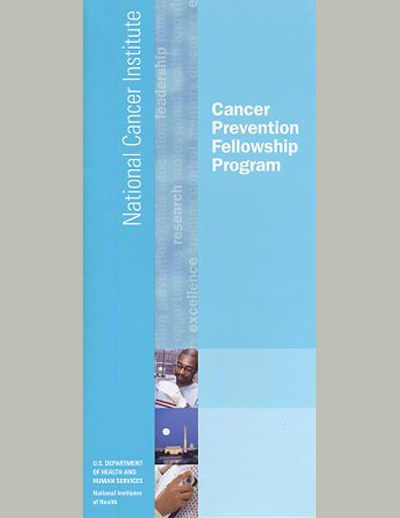 National Cancer Institute
Cancer
Prevention
Fellowship
Program
leadership
research
excellence
U.S. DEPARTMENT
OF HEALTH AND
HUMAN SERVICES
National Institutes
of Health